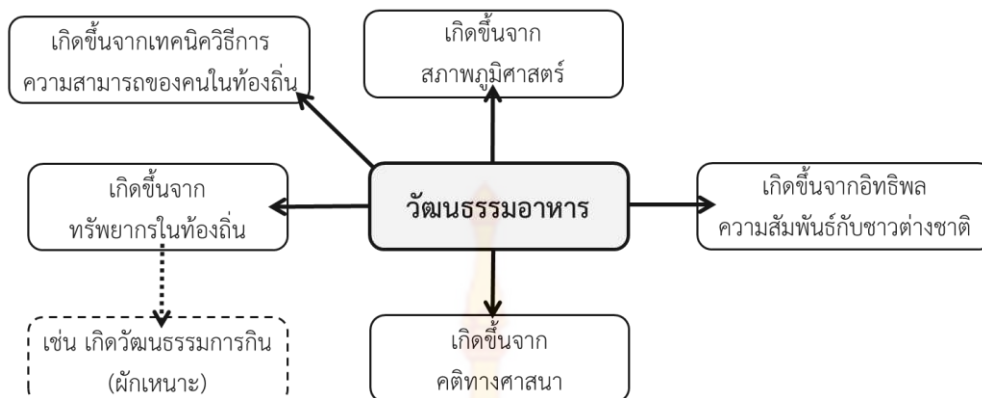 เกิดขึ้นจากเทคนิควิธีการ
ความสามารถของคนในท้องถิ่น
เกิดขึ้นจาก
สภาพภูมิศาสตร์
เกิดขึ้นจาก
ทรัพยากรในท้องถิ่น
วัฒนธรรมอาหาร
เกิดขึ้นจากอิทธิพล
ความสัมพันธ์กับชาวต่างชาติ
เช่น เกิดวัฒนธรรมการกิน
(ผักเหนาะ)
เกิดขึ้นจาก
คติทางศาสนา